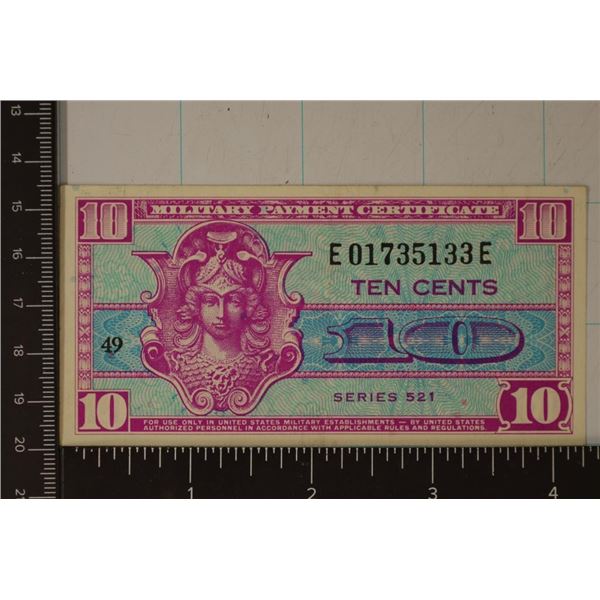 10 MILITARY PAYMENT CERTIFICATE 10
E01735133E
TEN CENTS
49
10
SERIES 521
10 10
FOR USE ONLY IN UNITED STATES MILITARY ESTABLISHMENTS — BY UNITED STATES
AUTHORIZED PERSONNEL IN ACCORDANCE WITH APPLICABLE RULES AND REGULATIONS.
13
14
15
16
17
18
19
20
21
1 2 3 4